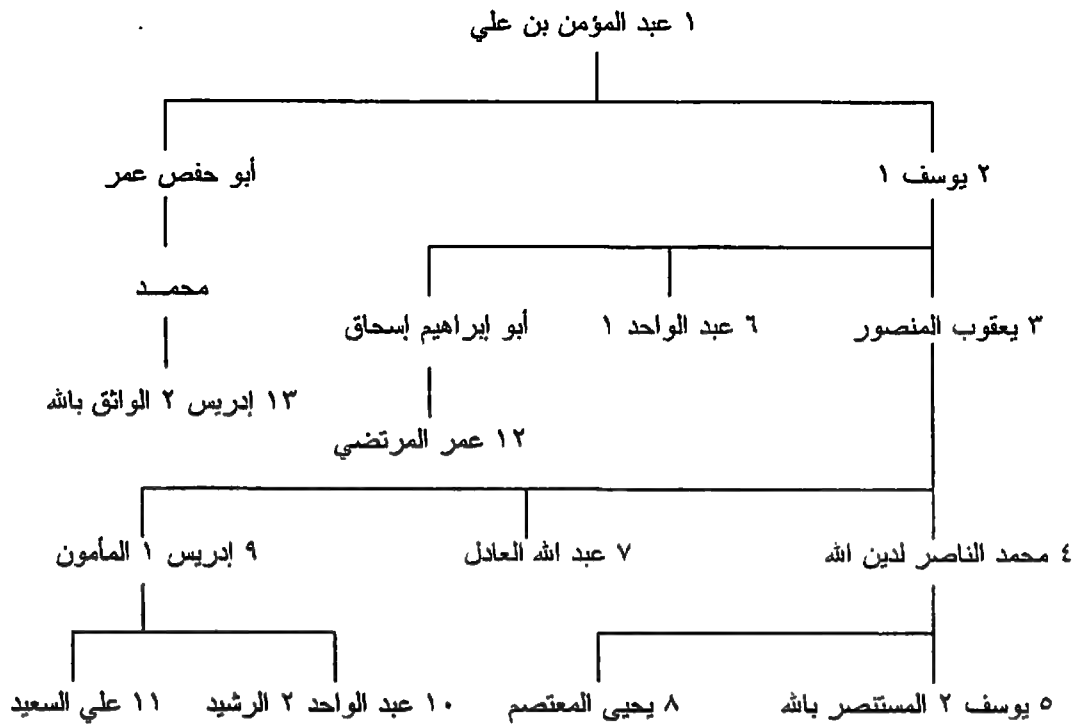 ١ عبد المؤمن بن علي
٢ يوسف ١
أبو حفص عمر
محمــد
٣ يعقوب المنصور
٦ عبد الواحد ١
أبو إبراهيم إسحاق
١٣ إدريس ٢ الواثق بالله
١٢ عمر المرتضي
٤ محمد الناصر لدين الله
٧ عبد الله العادل
٩ إدريس ١ المأمون
٥ يوسف ٢ المستنصر بالله
٨ يحيى المعتصم
١٠ عبد الواحد ٢ الرشيد
١١ علي السعيد